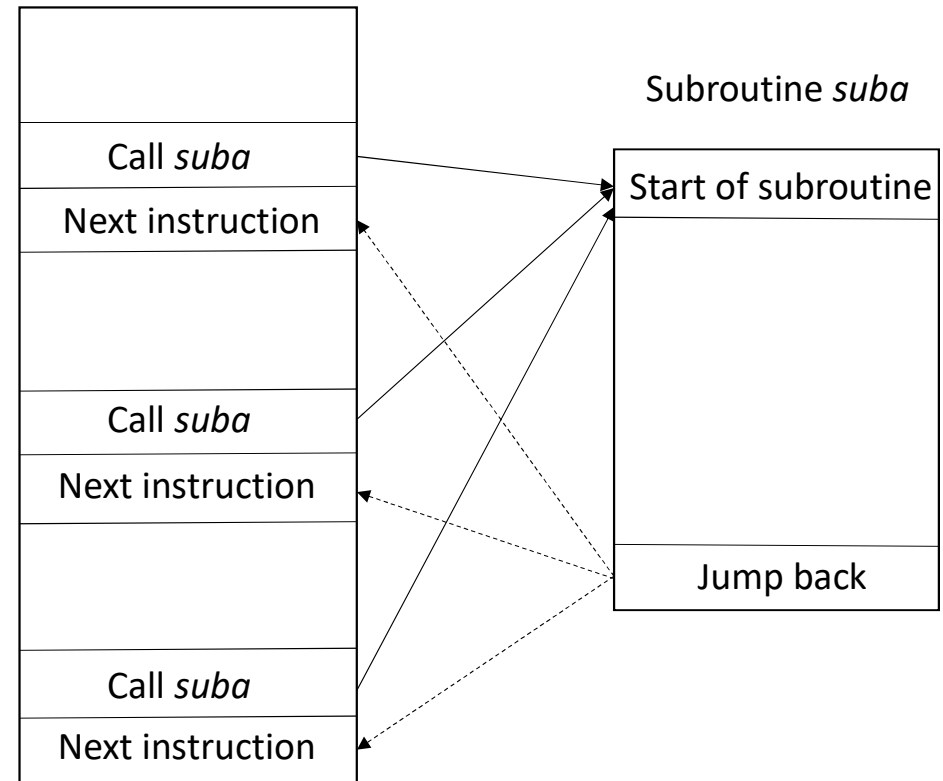 Subroutine suba
Call suba
Start of subroutine
Next instruction
Call suba
Next instruction
Jump back
Call suba
Next instruction